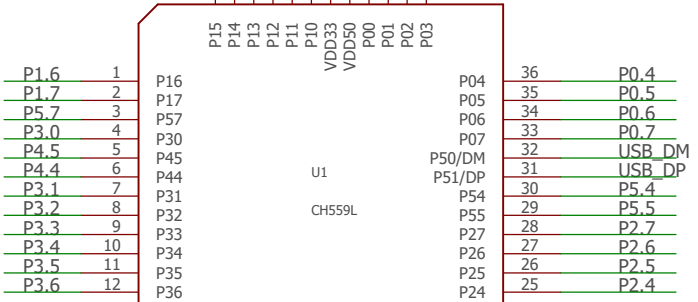 P15 P14 P13 P12 P11 P10 VDD33 VDD50 P00 P01 P02 P03
P1.6 1 P16 P04 36 P0.4
P1.7 2 P17 P05 35 P0.5
P5.7 3 P57 P06 34 P0.6
P3.0 4 P30 P07 33 P0.7
P4.5 5 P45 P50/DM 32 USB_DM
P4.4 6 P44 U1 P51/DP 31 USB_DP
P3.1 7 P31 P54 30 P5.4
P3.2 8 P32 CH559L P55 29 P5.5
P3.3 9 P33 P27 28 P2.7
P3.4 10 P34 P26 27 P2.6
P3.5 11 P35 P25 26 P2.5
P3.6 12 P36 P24 25 P2.4